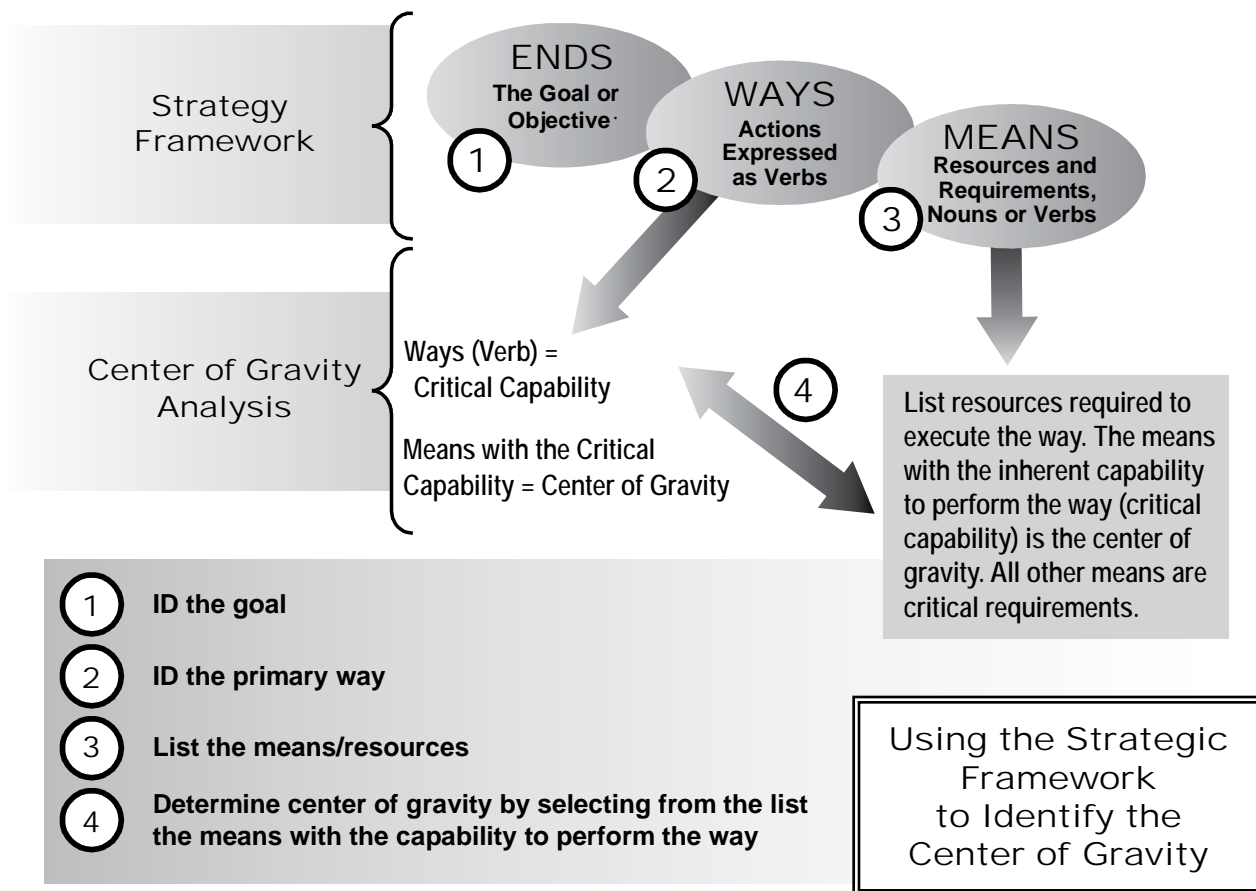 Strategy
Framework
ENDS
The Goal or
Objective
1
WAYS
Actions
Expressed
as Verbs
2
MEANS
Resources and
Requirements,
Nouns or Verbs
3
Center of Gravity
Analysis
Ways (Verb) =
Critical Capability
Means with the Critical
Capability = Center of Gravity
4
List resources required to
execute the way. The means
with the inherent capability
to perform the way (critical
capability) is the center of
gravity. All other means are
critical requirements.
1 ID the goal
2 ID the primary way
3 List the means/resources
4 Determine center of gravity by selecting from the list
the means with the capability to perform the way
Using the Strategic
Framework
to Identify the
Center of Gravity